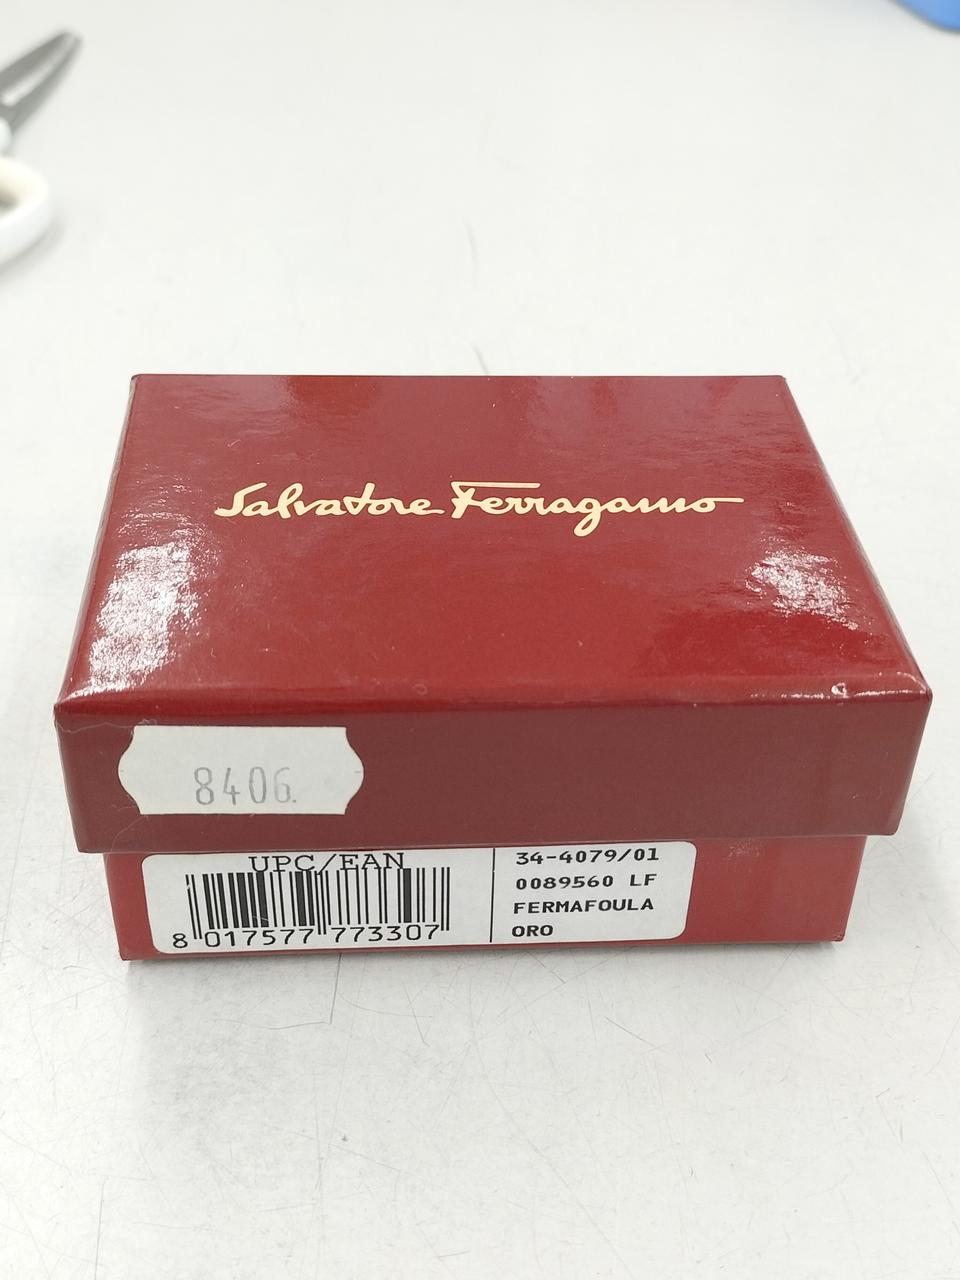 Salvatore Ferragamo
8406.
UPC/EAN
8 017577 773307
34-4079/01
0089560 LF
FERMAFOULA
ORO